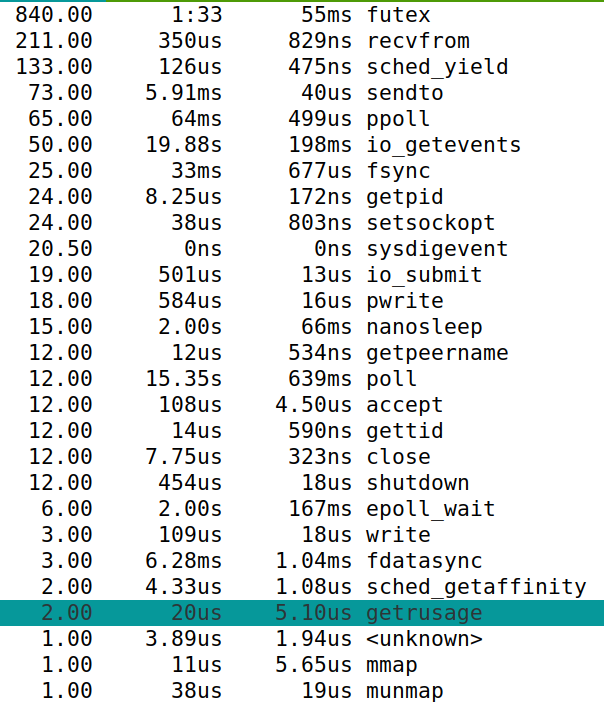 840.00 1:33 55ms futex
211.00 350us 829ns recvfrom
133.00 126us 475ns sched_yield
73.00 5.91ms 40us sendto
65.00 64ms 499us ppoll
50.00 19.88s 198ms io_getevents
25.00 33ms 677us fsync
24.00 8.25us 172ns getpid
24.00 38us 803ns setsockopt
20.50 0ns 0ns sysdigevent
19.00 501us 13us io_submit
18.00 584us 16us pwrite
15.00 2.00s 66ms nanosleep
12.00 12us 534ns getpeername
12.00 15.35s 639ms poll
12.00 108us 4.50us accept
12.00 14us 590ns gettid
12.00 7.75us 323ns close
12.00 454us 18us shutdown
6.00 2.00s 167ms epoll_wait
3.00 109us 18us write
3.00 6.28ms 1.04ms fdatasync
2.00 4.33us 1.08us sched_getaffinity
2.00 20us 5.10us getrusage
1.00 3.89us 1.94us <unknown>
1.00 11us 5.65us mmap
1.00 38us 19us munmap